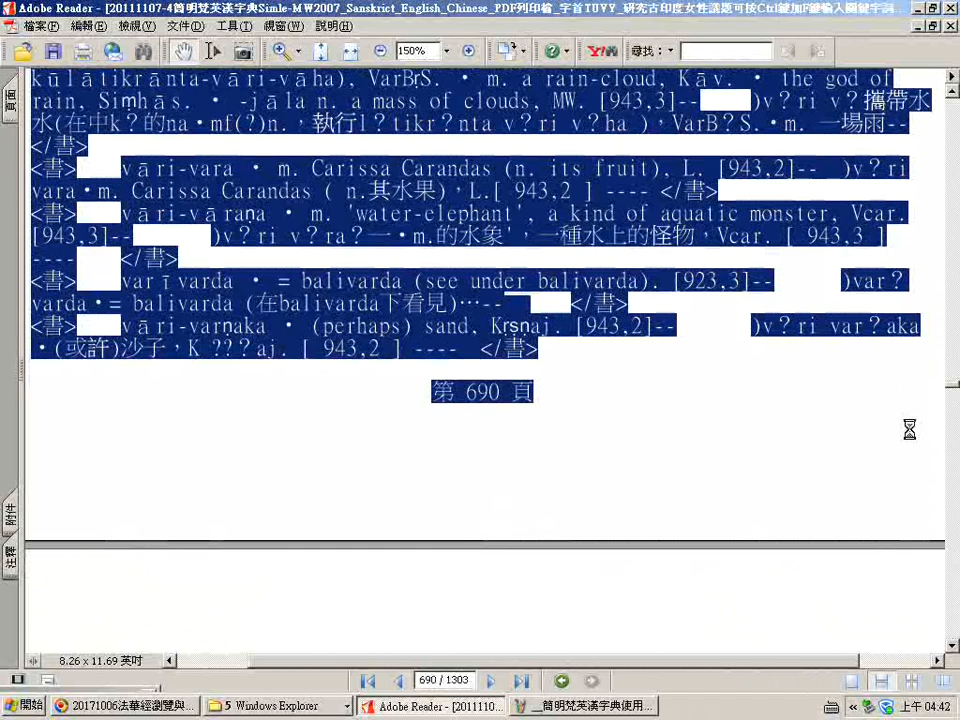 Adobe Reader - [20111107-4簡明梵英漢字典Simle-MW2007_Sanskrict_English_Chinese_PDF列印檔_字首TUVY_研究古印度女性議題可按Ctrl鍵加F鍵輸入關鍵字詞...
檔案(F) 編輯(E) 檢視(V) 文件(D) 工具(T) 視窗(W) 說明(H)
150% Y! 尋找:
頁面
kūlātikrānta-vāri-vāha), VarBṛS. • m. a rain-cloud, Kāv. • the god of
rain, Siṃhās. • -jāla n. a mass of clouds, MW. [943,3]-- )v?ri v?攜帶水
水(在中k?的na•mf(?)n.，執行l?tikr?nta v?ri v?ha )，VarB?S.•m. 一場雨--
</書>
<書> vāri-vara • m. Carissa Carandas (n. its fruit), L. [943,2]-- )v?ri
vara•m. Carissa Carandas ( n.其水果)，L.[ 943,2 ] ---- </書>
<書> vāri-vāraṇa • m. 'water-elephant', a kind of aquatic monster, Vcar.
[943,3]-- )v?ri v?ra?一•m.的水象'，一種水上的怪物，Vcar. [ 943,3 ]
---- </書>
<書> varīvarda • = balivarda (see under balivarda). [923,3]-- )var?
varda•= balivarda (在balivarda下看見)…-- </書>
<書> vāri-varṇaka • (perhaps) sand, Kṛṣṇaj. [943,2]-- )v?ri var?aka
•(或許)沙子，K ???aj. [ 943,2 ] ---- </書>
第 690 頁
附件
注釋
8.26 x 11.69 英吋
690 / 1303
開始 20171006法華經瀏覽與... 5 Windows Explorer Adobe Reader - [2011110... __簡明梵英字典使用... 上午 04:42